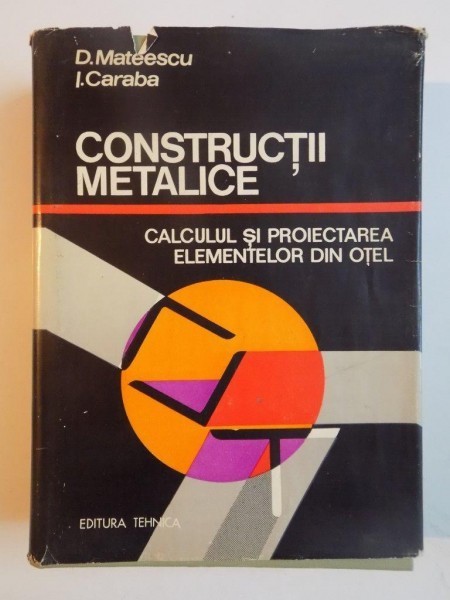 D. Mateescu
I. Caraba
CONSTRUCȚII
METALICE
CALCULUL ȘI PROIECTAREA
ELEMENTELOR DIN OȚEL
EDITURA TEHNICA